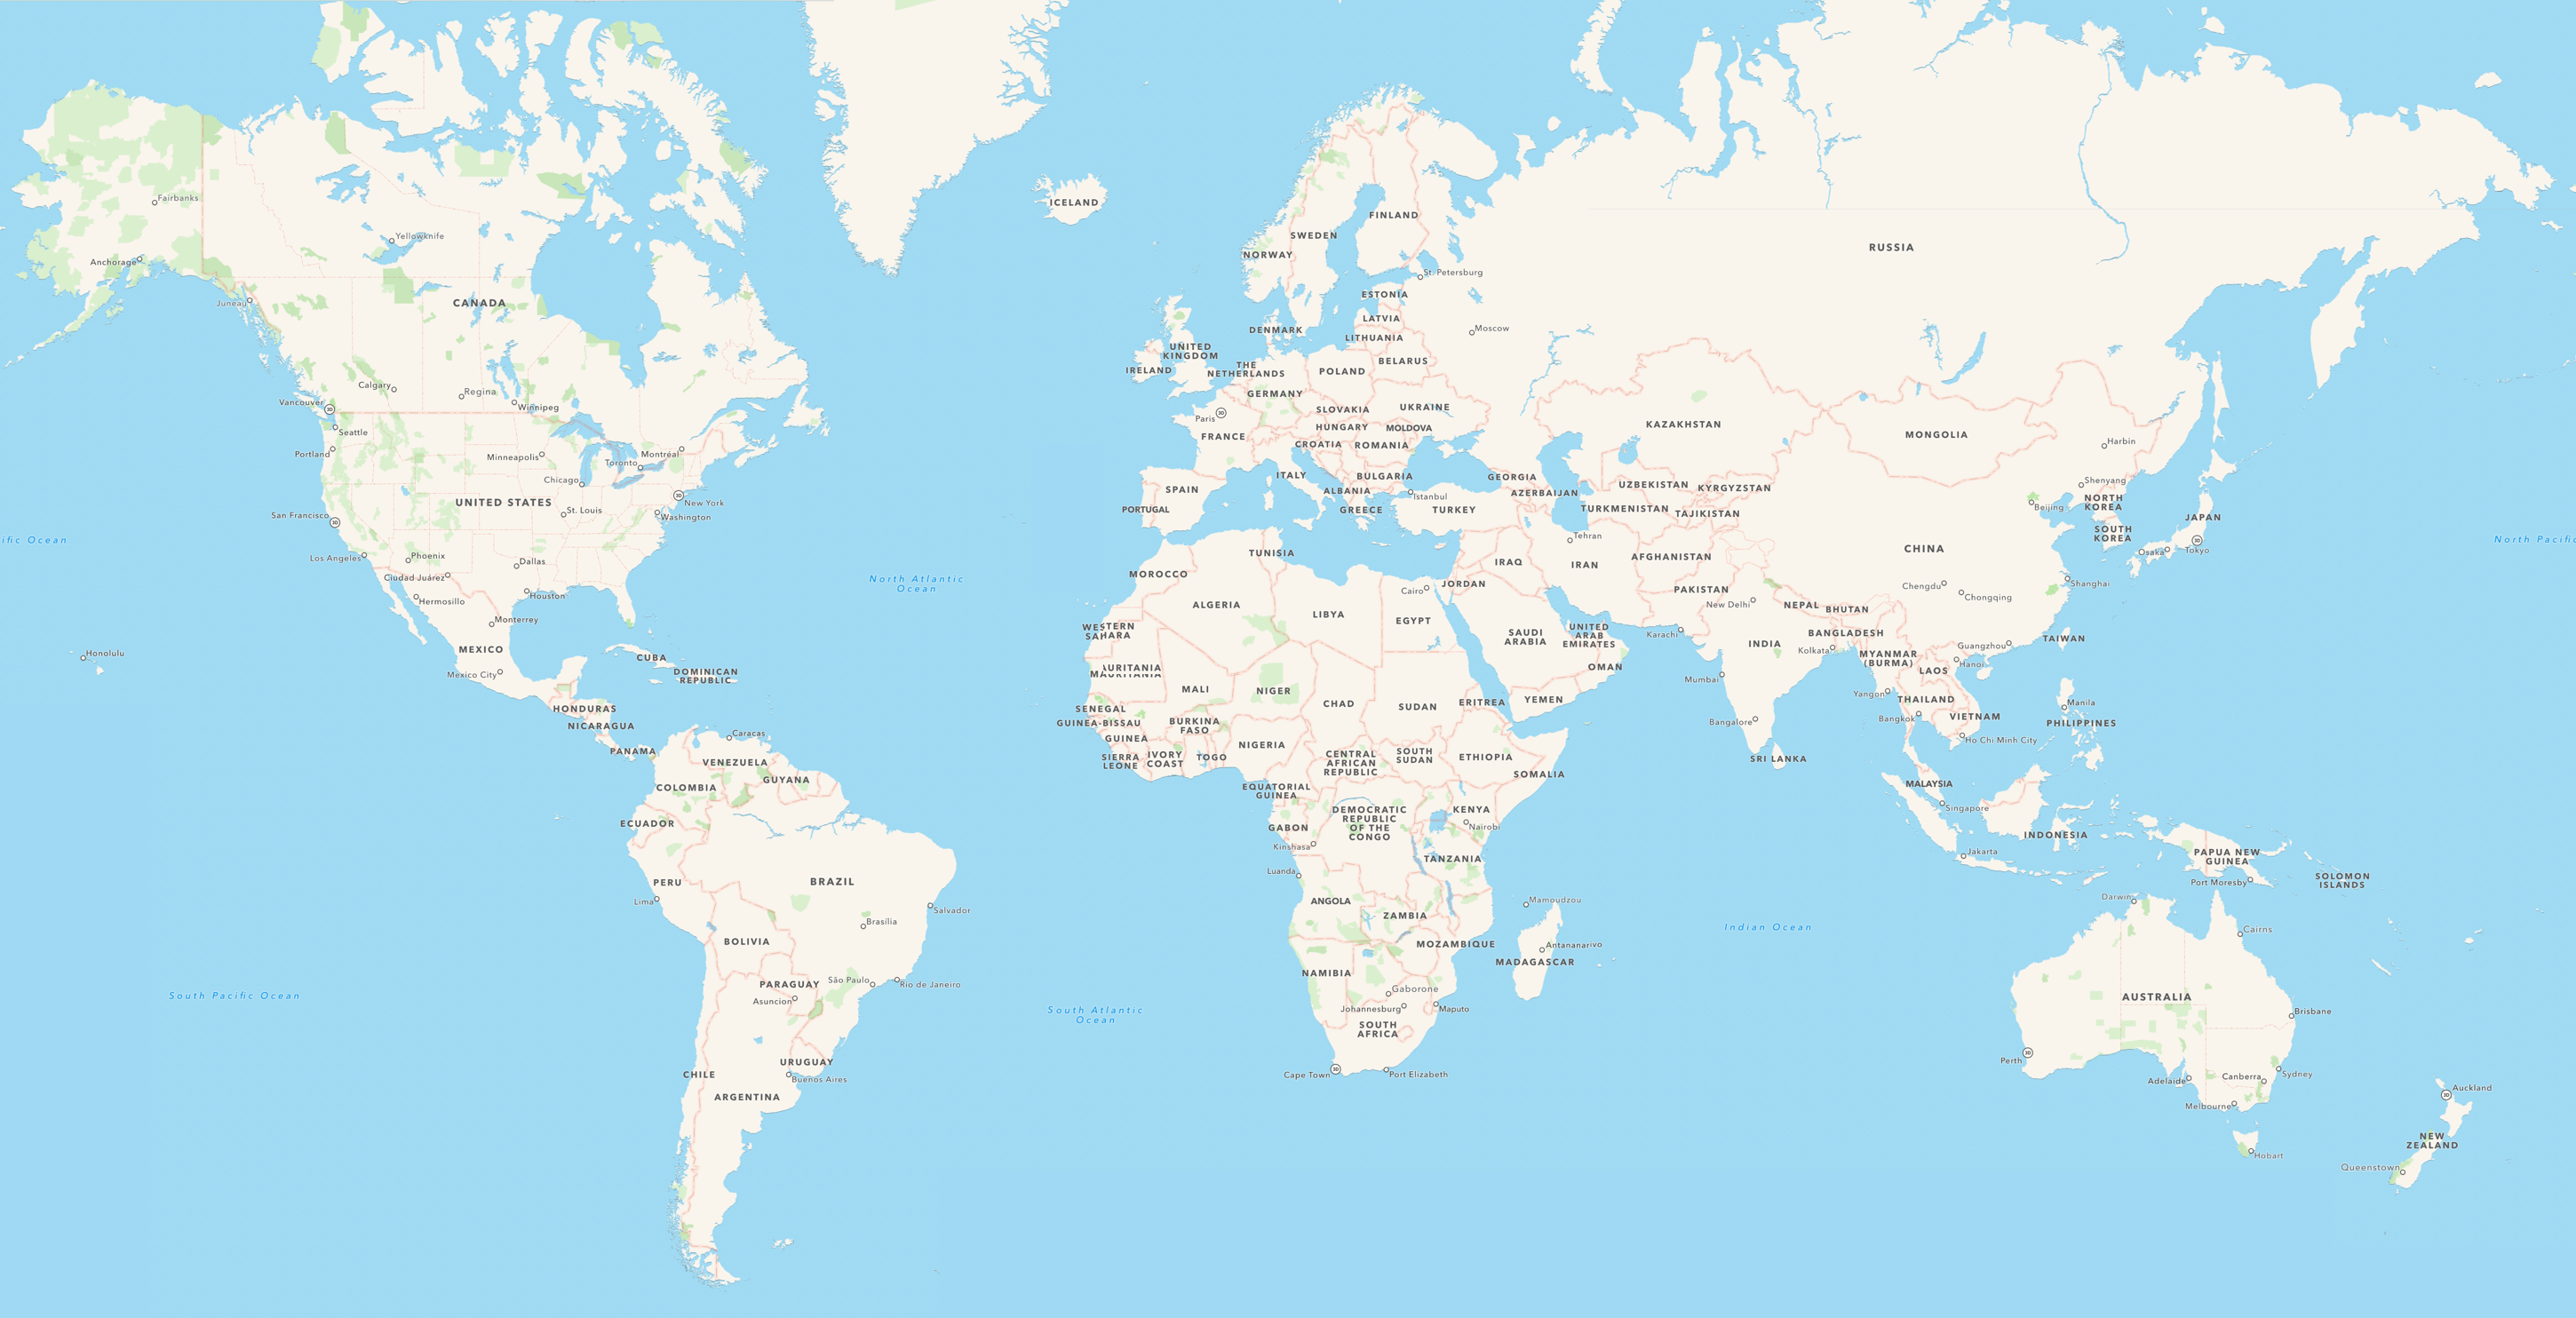 Fairbanks
Anchorage
Juneau
Yellowknife
CANADA
Calgary
Regina
Winnipeg
Vancouver
3D
Seattle
Portland
Minneapolis
Toronto
Montréal
Chicago
3D
New York
UNITED STATES
St. Louis
Washington
San Francisco
3D
Los Angeles
Phoenix
Dallas
Ciudad Juárez
Hermosillo
Houston
Monterrey
MEXICO
Mexico City
Honolulu
ific Ocean
CUBA
DOMINICAN
REPUBLIC
HONDURAS
NICARAGUA
PANAMA
Caracas
VENEZUELA
GUYANA
COLOMBIA
ECUADOR
PERU
Lima
BRAZIL
Salvador
Brasília
BOLIVIA
PARAGUAY
São Paulo
Rio de Janeiro
Asuncion
URUGUAY
Buenos Aires
CHILE
ARGENTINA
South Pacific Ocean
North Atlantic
Ocean
South Atlantic
Ocean
ICELAND
FINLAND
SWEDEN
NORWAY
St. Petersburg
ESTONIA
LATVIA
LITHUANIA
DENMARK
Moscow
UNITED
KINGDOM
IRELAND
THE
NETHERLANDS
BELARUS
POLAND
GERMANY
Paris
3D
SLOVAKIA
UKRAINE
FRANCE
HUNGARY
MOLDOVA
CROATIA
ROMANIA
ITALY
BULGARIA
SPAIN
ALBANIA
Istanbul
PORTUGAL
GREECE
TURKEY
GEORGIA
AZERBAIJAN
RUSSIA
KAZAKHSTAN
MONGOLIA
UZBEKISTAN
KYRGYZSTAN
TURKMENISTAN
TAJIKISTAN
Tehran
IRAQ
IRAN
AFGHANISTAN
JORDAN
PAKISTAN
New Delhi
NEPAL
BHUTAN
BANGLADESH
INDIA
Kolkata
Karachi
Mumbai
Bangalore
SRI LANKA
Harbin
Shenyang
Beijing
NORTH
KOREA
SOUTH
KOREA
JAPAN
Osaka
3D
Tokyo
CHINA
Shanghai
Chengdu
Chongqing
Guangzhou
TAIWAN
North Pacific
MYANMAR
(BURMA)
Hanoi
LAOS
Yangon
THAILAND
Bangkok
VIETNAM
Ho Chi Minh City
Manila
PHILIPPINES
MALAYSIA
Singapore
INDONESIA
Jakarta
PAPUA NEW
GUINEA
Port Moresby
SOLOMON
ISLANDS
TUNISIA
MOROCCO
ALGERIA
LIBYA
Cairo
EGYPT
WESTERN
SAHARA
SAUDI
ARABIA
UNITED
ARAB
EMIRATES
OMAN
YEMEN
AURITANIA
MAURITANIA
MALI
NIGER
CHAD
SUDAN
ERITREA
SENEGAL
GUINEA-BISSAU
BURKINA
FASO
GUINEA
NIGERIA
SIERRA
LEONE
IVORY
COAST
TOGO
CENTRAL
AFRICAN
REPUBLIC
SOUTH
SUDAN
ETHIOPIA
SOMALIA
EQUATORIAL
GUINEA
DEMOCRATIC
REPUBLIC
OF THE
CONGO
KENYA
Nairobi
GABON
Kinshasa
TANZANIA
Luanda
ANGOLA
ZAMBIA
Mamoudzou
MOZAMBIQUE
Antananarivo
MADAGASCAR
NAMIBIA
Gaborone
Johannesburg
Maputo
SOUTH
AFRICA
Cape Town
3D
Port Elizabeth
Indian Ocean
Darwin
Cairns
AUSTRALIA
Brisbane
Perth
3D
Adelaide
Canberra
Sydney
Melbourne
Hobart
Auckland
3D
NEW
ZEALAND
Queenstown